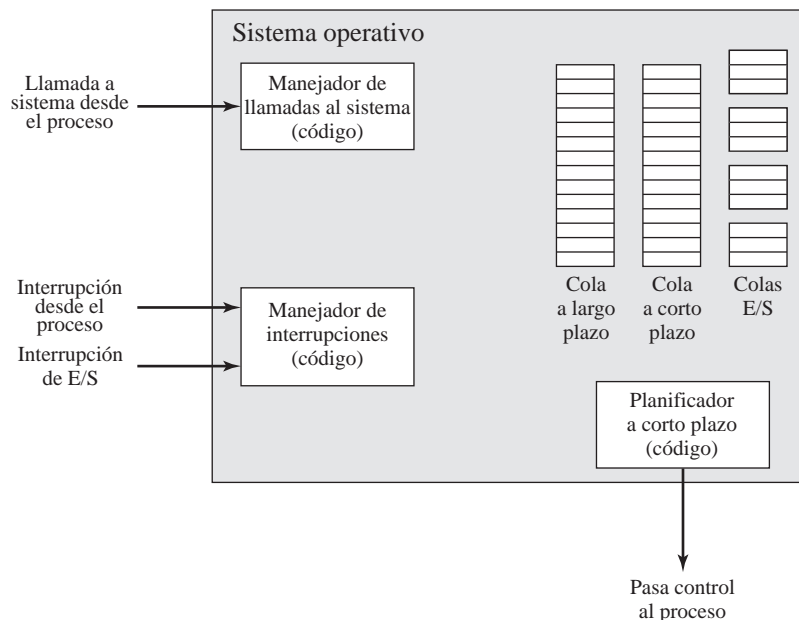 Sistema operativo
Llamada a
sistema desde
el proceso
Manejador de
llamadas al sistema
(código)
Interrupción
desde el
proceso
Interrupción
de E/S
Manejador de
interrupciones
(código)
Cola
a largo
plazo
Cola
a corto
plazo
Colas
E/S
Planificador
a corto plazo
(código)
Pasa control
al proceso